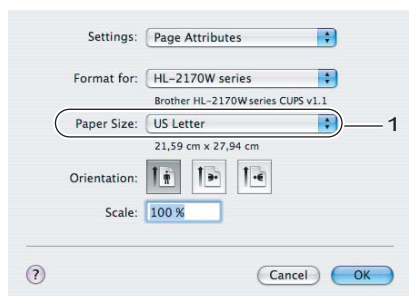 Settings: Page Attributes
Format for: HL-2170W series
Brother HL-2170W series CUPS v1.1
Paper Size: US Letter 1
21,59 cm x 27,94 cm
Orientation:
Scale: 100 %
? Cancel OK